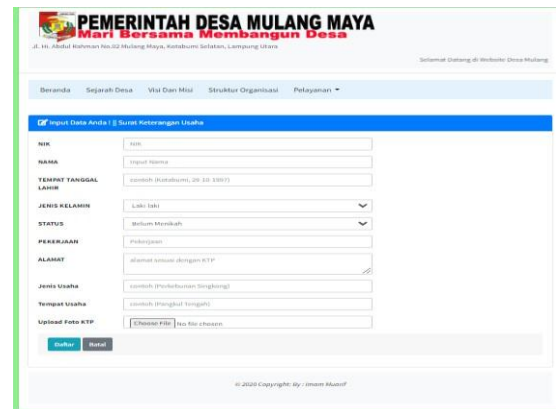 PEMERINTAH DESA MULANG MAYA
Mari Bersama Membangun Desa
Jl. Hi. Abdul Rahman No.02 Mulang Maya, Kotabumi Selatan, Lampung Utara
Selamat Datang di Website Desa Mulang
Beranda Sejarah Desa Visi Dan Misi Struktur Organisasi Pelayanan
Input Data Anda ! || Surat Keterangan Usaha
NIK NIK
NAMA Input Nama
TEMPAT TANGGAL contoh (Kotabumi, 28-10-1997)
LAHIR
JENIS KELAMIN Laki-laki
STATUS Belum Menikah
PEKERJAAN Pekerjaan
ALAMAT alamat sesuai dengan KTP
Jenis Usaha contoh (Perkebunan Singkong)
Tempat Usaha contoh (Pangkul Tengah)
Upload Foto KTP Choose File No file chosen
Daftar Batal
© 2020 Copyright: By : Imam Muarif